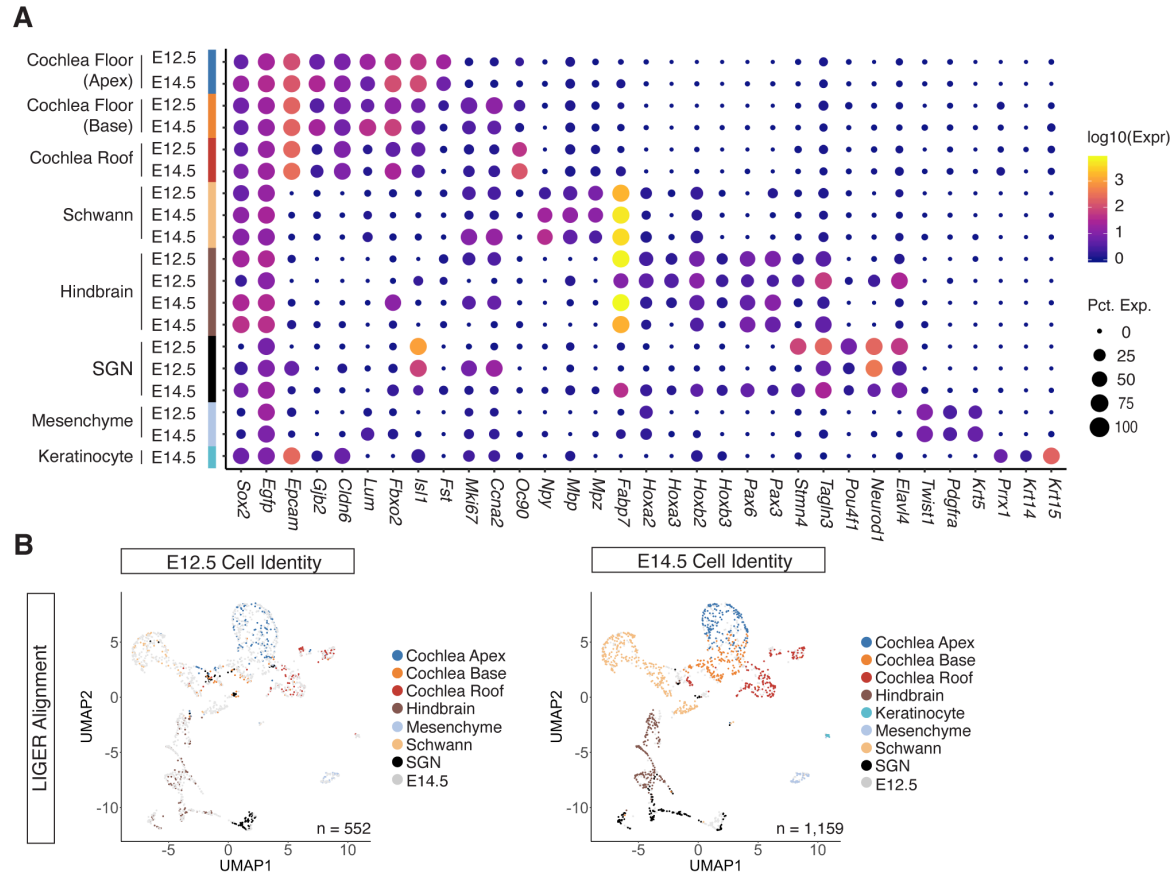 A
Cochlea Floor
(Apex)
E12.5
E14.5
Cochlea Floor
(Base)
E12.5
E14.5
Cochlea Roof
E12.5
E14.5
Schwann
E12.5
E14.5
E14.5
Hindbrain
E12.5
E12.5
E14.5
E14.5
SGN
E12.5
E12.5
E14.5
Mesenchyme
E12.5
E14.5
Keratinocyte
E14.5
Sox2
Egfp
Epcam
Gjb2
Cldn6
Lum
Fbxo2
Isl1
Fst
Mki67
Ccna2
Oc90
Npy
Mbp
Mpz
Fabp7
Hoxa2
Hoxa3
Hoxb2
Hoxb3
Pax6
Pax3
Stmn4
Tagln3
Pou4f1
Neurod1
Elavl4
Twist1
Pdgfra
Krt5
Prrx1
Krt14
Krt15
log10(Expr)
3
2
1
0
Pct. Exp.
0
25
50
75
100
B
LIGER Alignment
E12.5 Cell Identity
UMAP2
5
0
-5
-10
-5
0
5
10
UMAP1
n = 552
Cochlea Apex
Cochlea Base
Cochlea Roof
Hindbrain
Mesenchyme
Schwann
SGN
E14.5
E14.5 Cell Identity
UMAP2
5
0
-5
-10
-5
0
5
10
UMAP1
n = 1,159
Cochlea Apex
Cochlea Base
Cochlea Roof
Hindbrain
Keratinocyte
Mesenchyme
Schwann
SGN
E12.5